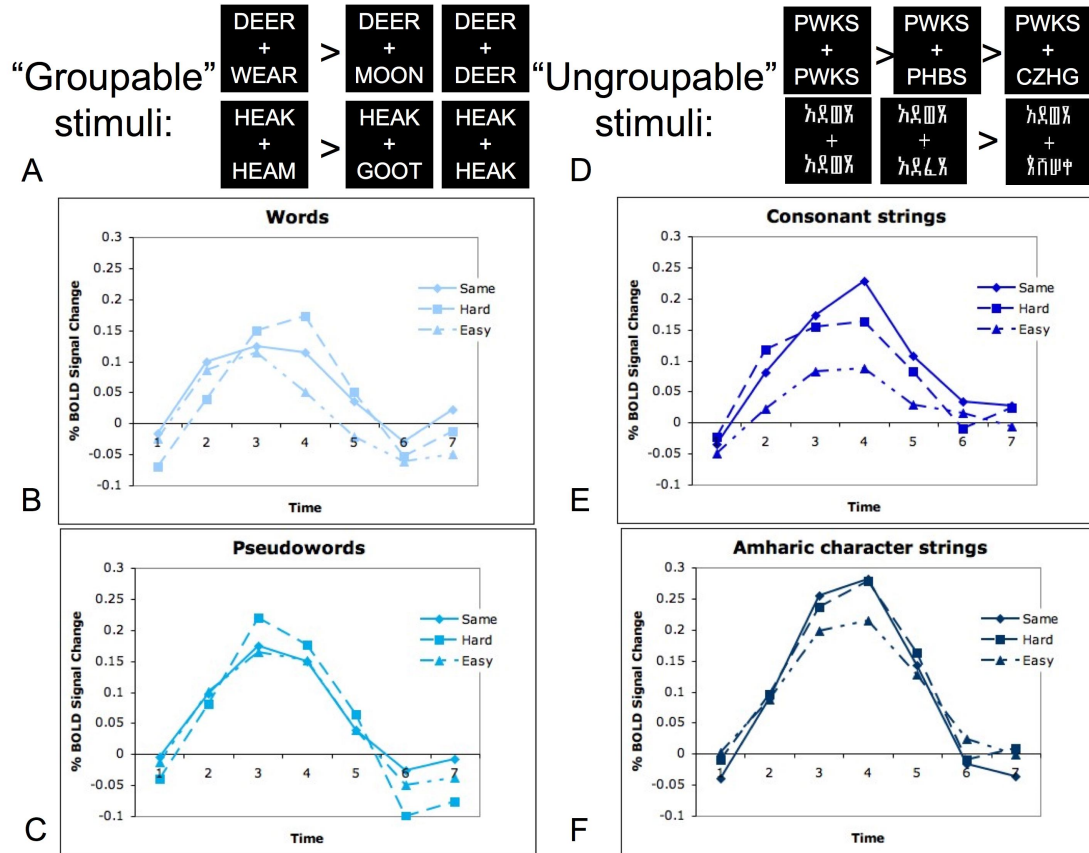 "Groupable"
stimuli:
DEER
+
WEAR
>
DEER
+
MOON
DEER
+
DEER
HEAK
+
HEAM
>
HEAK
+
GOOT
HEAK
+
HEAK
A
"Ungroupable"
stimuli:
PWKS
+
PWKS
>
PWKS
+
PHBS
>
PWKS
+
CZHG
+
+
>
+
D
Words
% BOLD Signal Change
0.3
0.25
0.2
0.15
0.1
0.05
0
-0.05
-0.1
1 2 3 4 5 6 7
Time
Same
Hard
Easy
B
Consonant strings
% BOLD Signal Change
0.3
0.25
0.2
0.15
0.1
0.05
0
-0.05
-0.1
2 3 4 5 6 7
Time
Same
Hard
Easy
E
Pseudowords
% BOLD Signal Change
0.3
0.25
0.2
0.15
0.1
0.05
0
-0.05
-0.1
1 2 3 4 5 6 7
Time
Same
Hard
Easy
C
Amharic character strings
% BOLD Signal Change
0.3
0.25
0.2
0.15
0.1
0.05
0
-0.05
-0.1
2 3 4 5 6 7
Time
Same
Hard
Easy
F